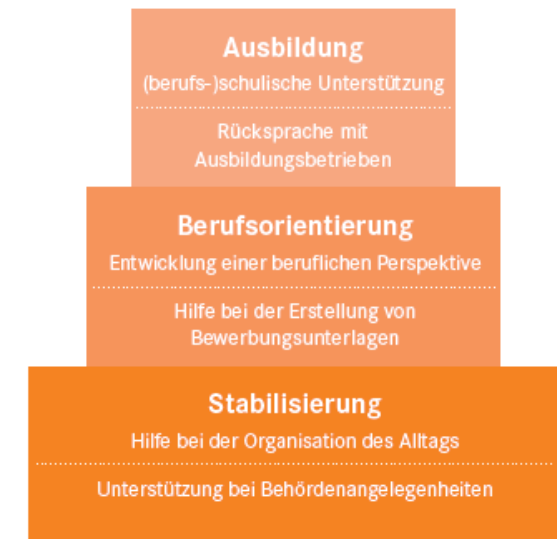 Ausbildung
(berufs-)schulische Unterstützung
Rücksprache mit
Ausbildungsbetrieben
Berufsorientierung
Entwicklung einer beruflichen Perspektive
Hilfe bei der Erstellung von
Bewerbungsunterlagen
Stabilisierung
Hilfe bei der Organisation des Alltags
Unterstützung bei Behördenangelegenheiten